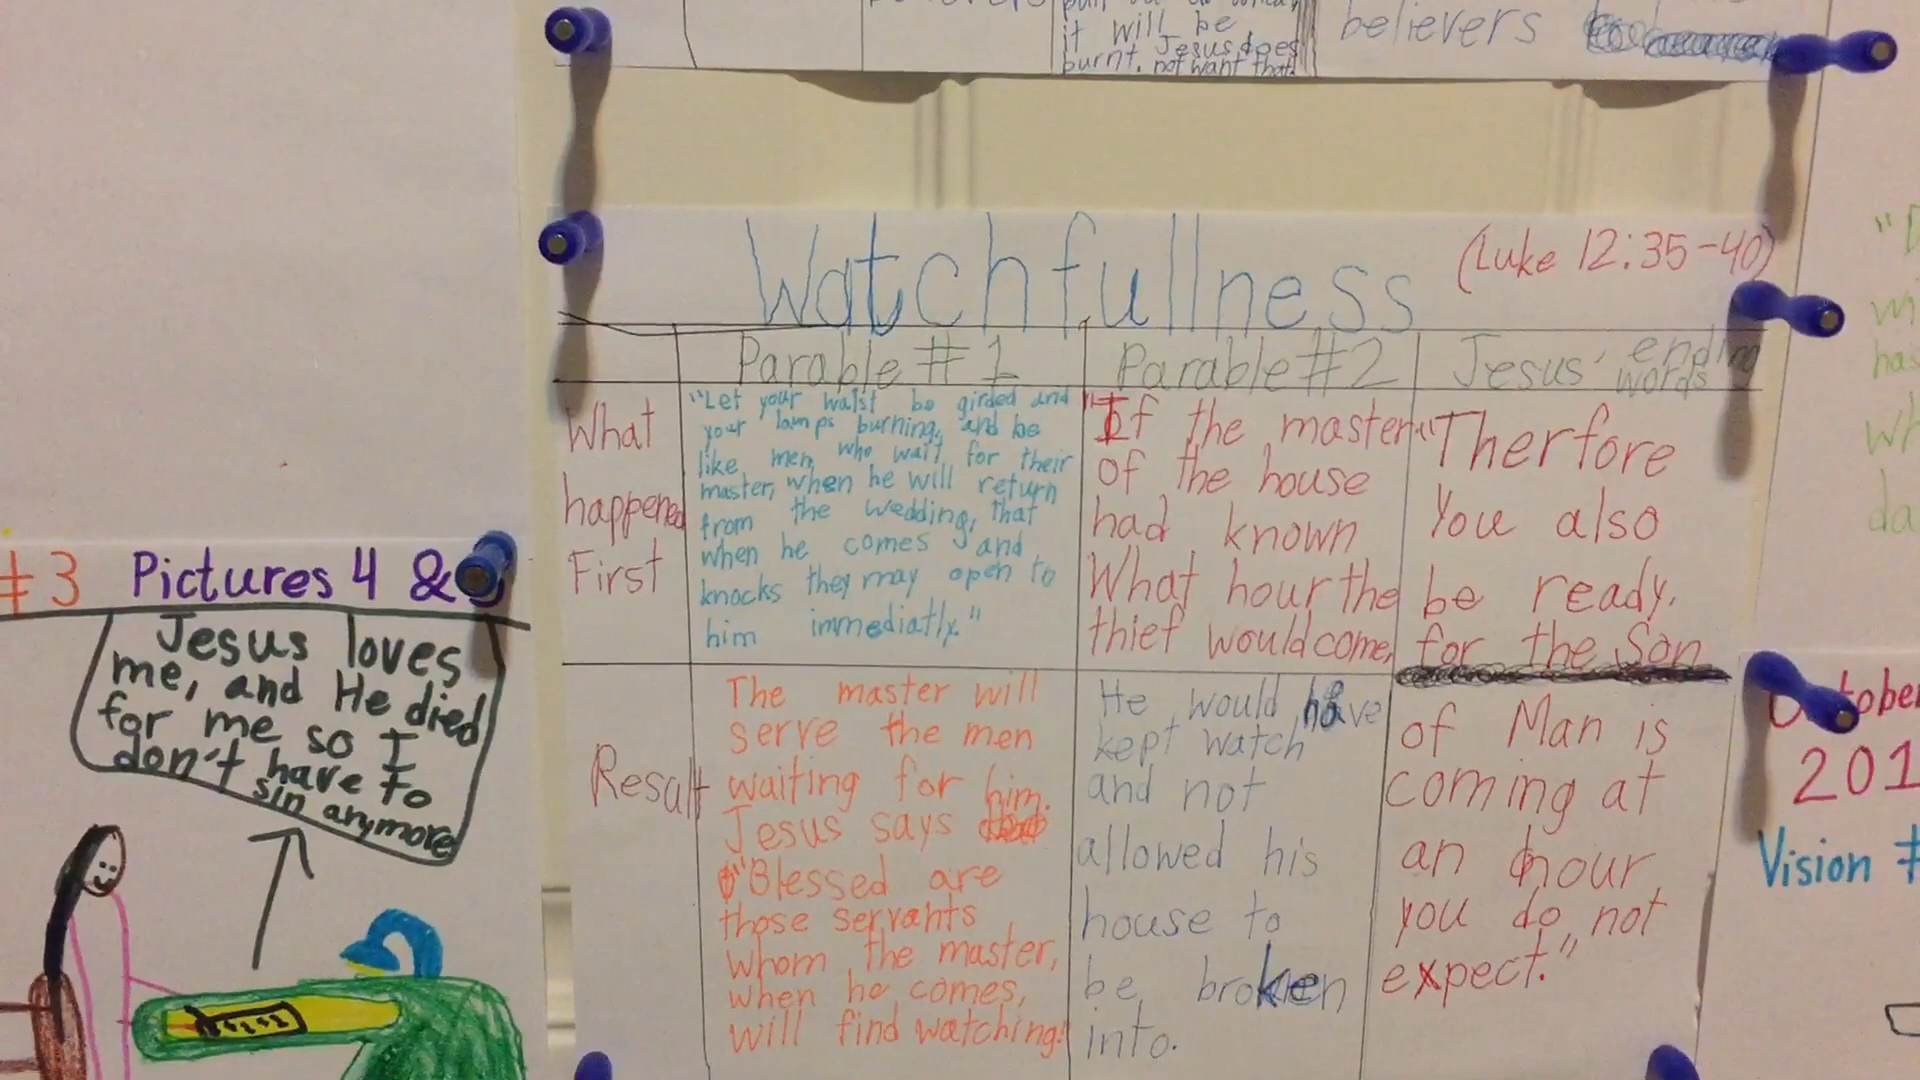 it will be
burnt. Jesus does
not want that
believers
Watchfullness
(Luke 12:35-40)
Parable #1
Parable #2
Jesus' ending
words
What
happened
First
"Let your waist be girded and
your lamps burning, and be
like men who wait for their
master, when he will return
from the wedding, that
when he comes and
knocks they may open to
him immediatly."
"If the master
of the house
had known
What hour the
thief would come,
"Therfore
You also
be ready,
for the Son
of Man is
coming at
an hour
you do not
expect."
Result
The master will
serve the men
waiting for him.
Jesus says
"Blessed are
those servants
whom the master,
when he comes,
will find watching!
He would have
kept watch
and not
allowed his
house to
be broken
into.
#3 Pictures 4 &
Jesus loves
me, and He died
for me so I
don't have to
sin anymore
201
Vision #